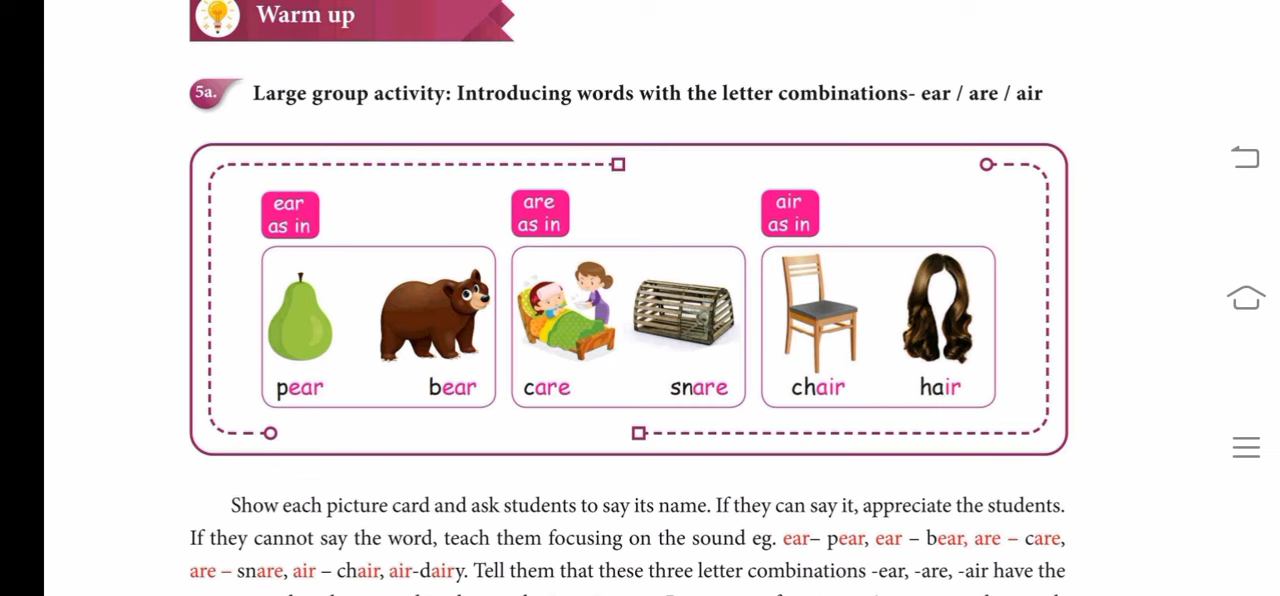 Warm up
5a.
Large group activity: Introducing words with the letter combinations- ear / are / air
ear
as in
are
as in
air
as in
pear
bear
care
snare
chair
hair
Show each picture card and ask students to say its name. If they can say it, appreciate the students.
If they cannot say the word, teach them focusing on the sound eg. ear– pear, ear – bear, are – care,
are – snare, air – chair, air-dairy. Tell them that these three letter combinations -ear, -are, -air have the